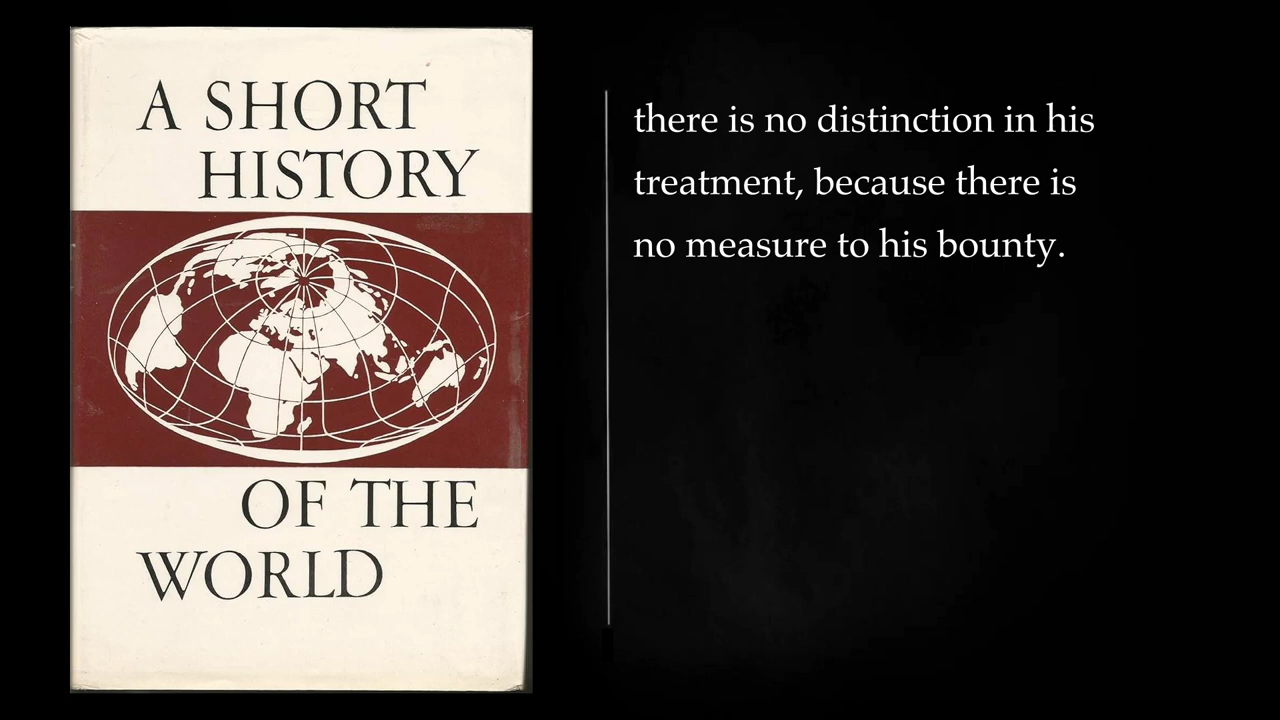 A SHORT
HISTORY
OF THE
WORLD
there is no distinction in his
treatment, because there is
no measure to his bounty.